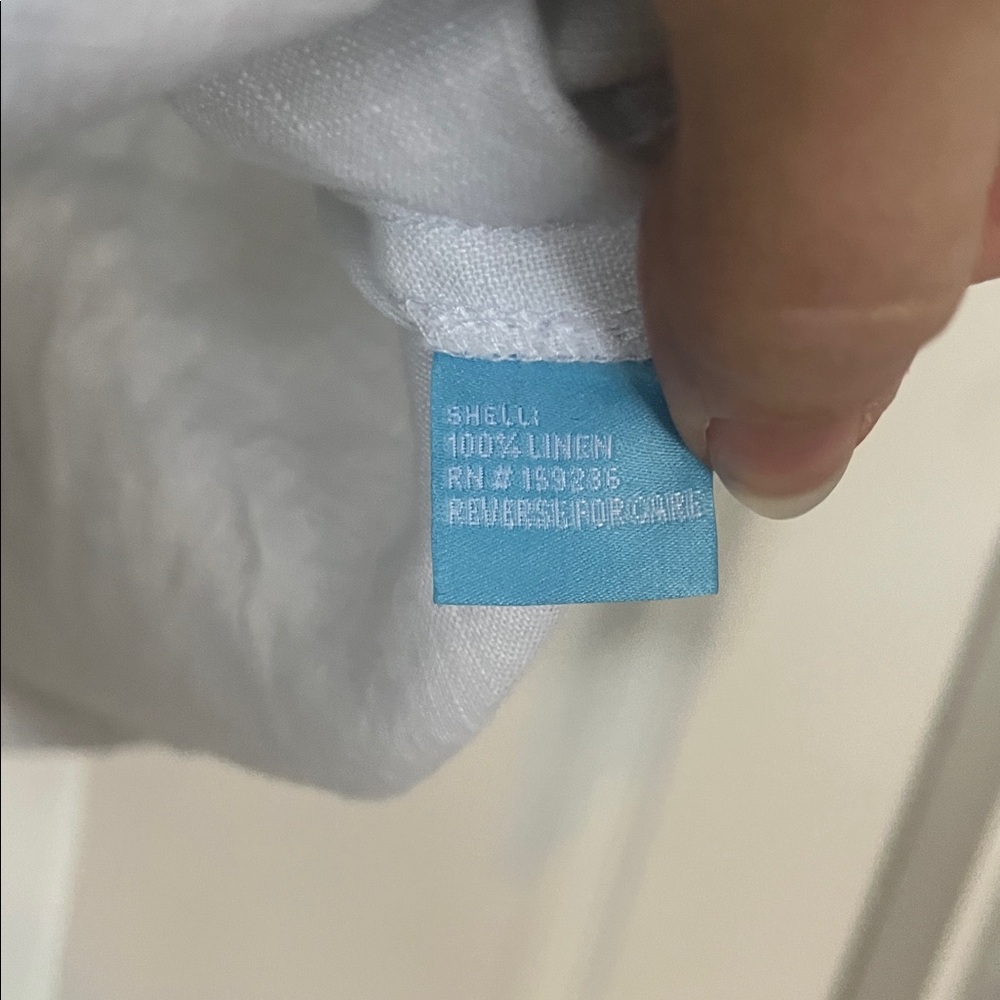 SHELL:
100% LINEN
RN # 159236
REVERSE FOR CARE